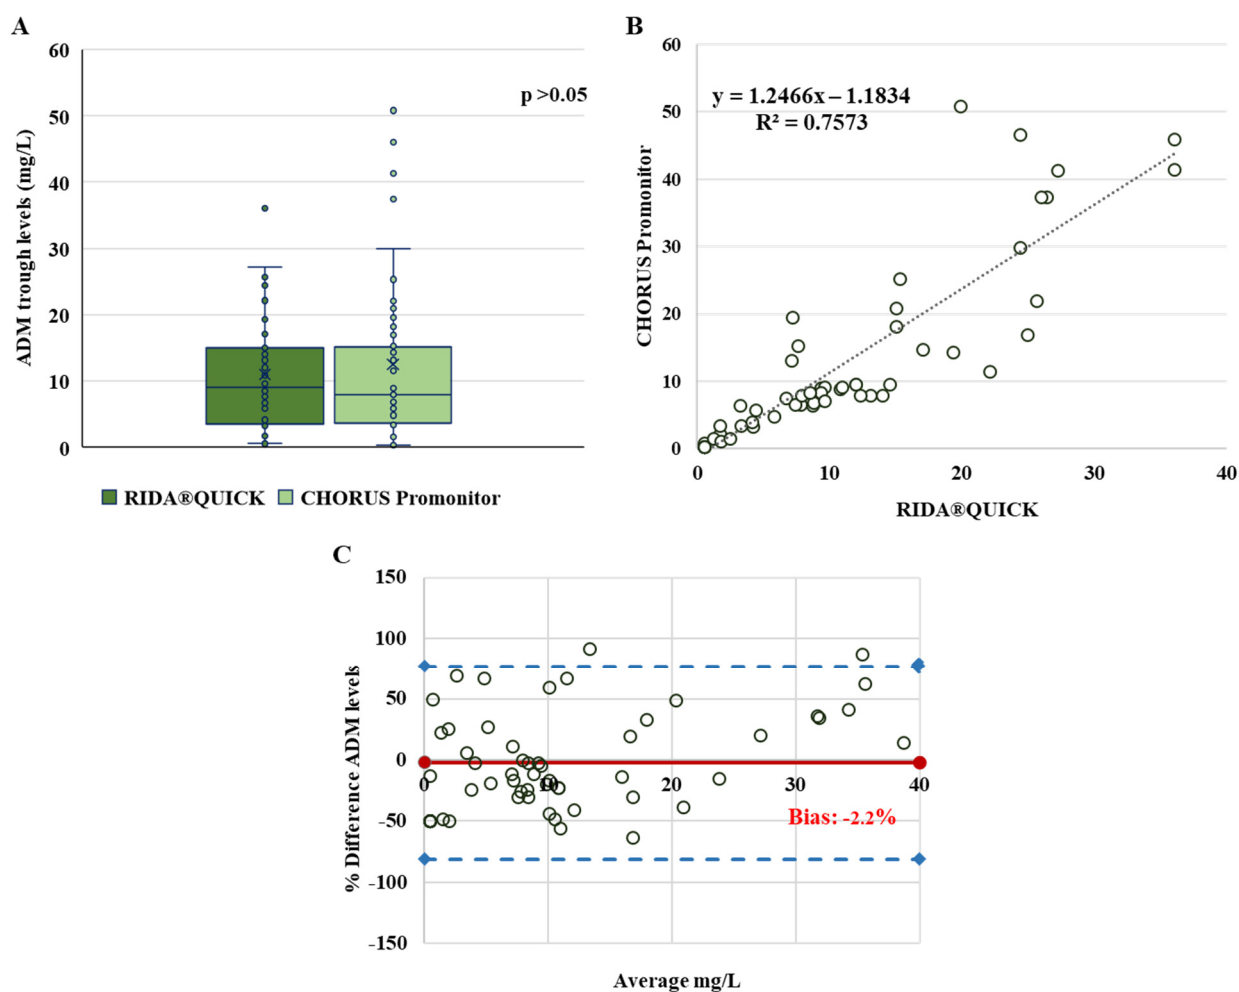 A
ADM trough levels (mg/L)
60
50
40
30
20
10
0
p >0.05
RIDA®QUICK
CHORUS Promonitor
B
CHORUS Promonitor
60
50
40
30
20
10
0
y = 1.2466x – 1.1834
R² = 0.7573
0 10 20 30 40
RIDA®QUICK
C
% Difference ADM levels
150
100
50
0
-50
-100
-150
0 10 20 30 40
Bias: -2.2%
Average mg/L